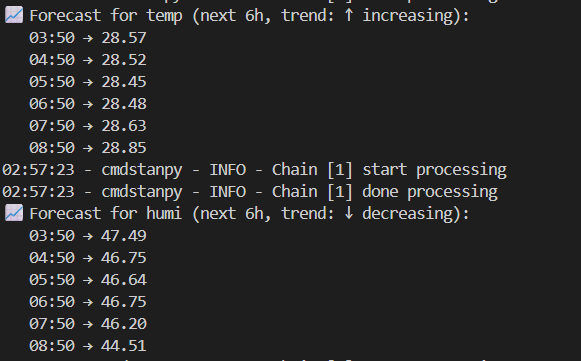 📈 Forecast for temp (next 6h, trend: ↑ increasing):
03:50 → 28.57
04:50 → 28.52
05:50 → 28.45
06:50 → 28.48
07:50 → 28.63
08:50 → 28.85
02:57:23 - cmdstanpy - INFO - Chain [1] start processing
02:57:23 - cmdstanpy - INFO - Chain [1] done processing
📈 Forecast for humi (next 6h, trend: ↓ decreasing):
03:50 → 47.49
04:50 → 46.75
05:50 → 46.64
06:50 → 46.75
07:50 → 46.20
08:50 → 44.51